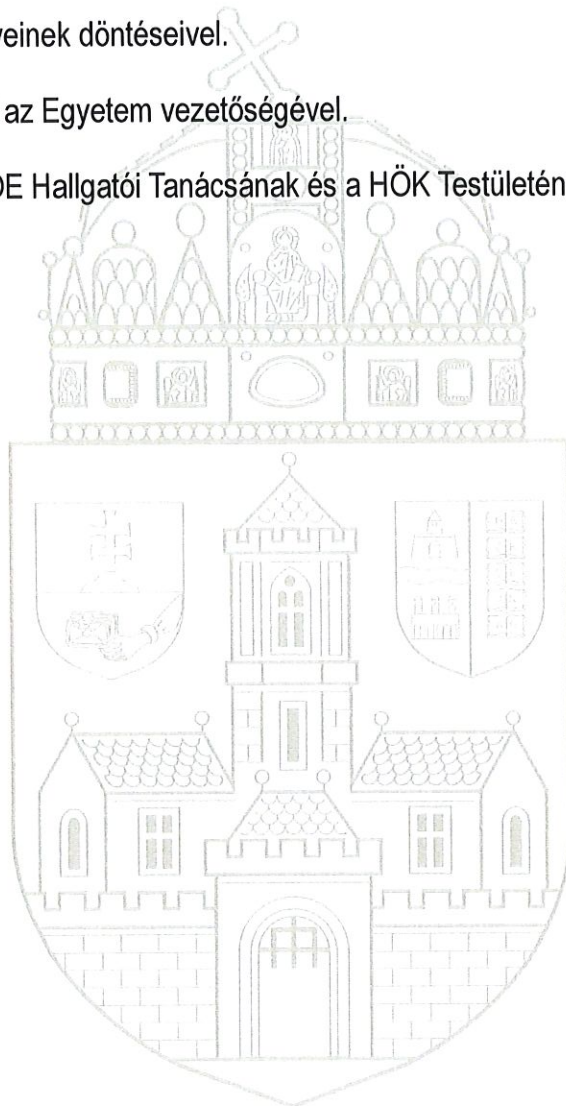 veinek döntéseivel.
az Egyetem vezetőségével.
DE Hallgatói Tanácsának és a HÖK Testületén